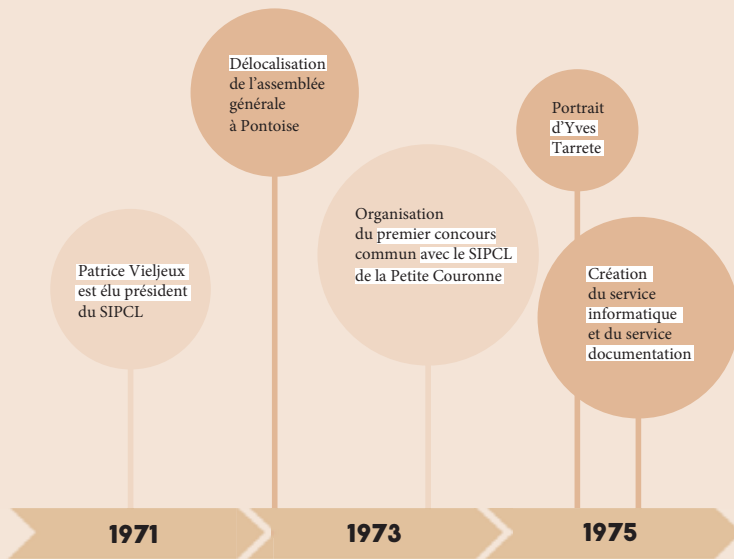 Patrice Vieljeux
est élu président
du SIPCL
Délocalisation
de l’assemblée
générale
à Pontoise
Organisation
du premier concours
commun avec le SIPCL
de la Petite Couronne
Portrait
d’Yves
Tarrete
Création
du service
informatique
et du service
documentation
1971
1973
1975